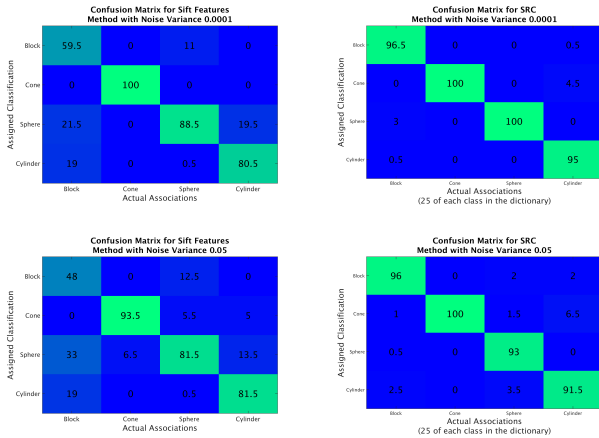 Confusion Matrix for Sift Features
Method with Noise Variance 0.0001
Assigned Classification
Block 59.5 0 11 0
Cone 0 100 0 0
Sphere 21.5 0 88.5 19.5
Cylinder 19 0 0.5 80.5
Block Cone Sphere Cylinder
Actual Associations
Confusion Matrix for SRC
Method with Noise Variance 0.0001
Assigned Classification
Block 96.5 0 0 0.5
Cone 0 100 0 4.5
Sphere 3 0 100 0
Cylinder 0.5 0 0 95
Block Cone Sphere Cylinder
Actual Associations
(25 of each class in the dictionary)
Confusion Matrix for Sift Features
Method with Noise Variance 0.05
Assigned Classification
Block 48 0 12.5 0
Cone 0 93.5 5.5 5
Sphere 33 6.5 81.5 13.5
Cylinder 19 0 0.5 81.5
Block Cone Sphere Cylinder
Actual Associations
Confusion Matrix for SRC
Method with Noise Variance 0.05
Assigned Classification
Block 96 0 2 2
Cone 1 100 1.5 6.5
Sphere 0.5 0 93 0
Cylinder 2.5 0 3.5 91.5
Block Cone Sphere Cylinder
Actual Associations
(25 of each class in the dictionary)